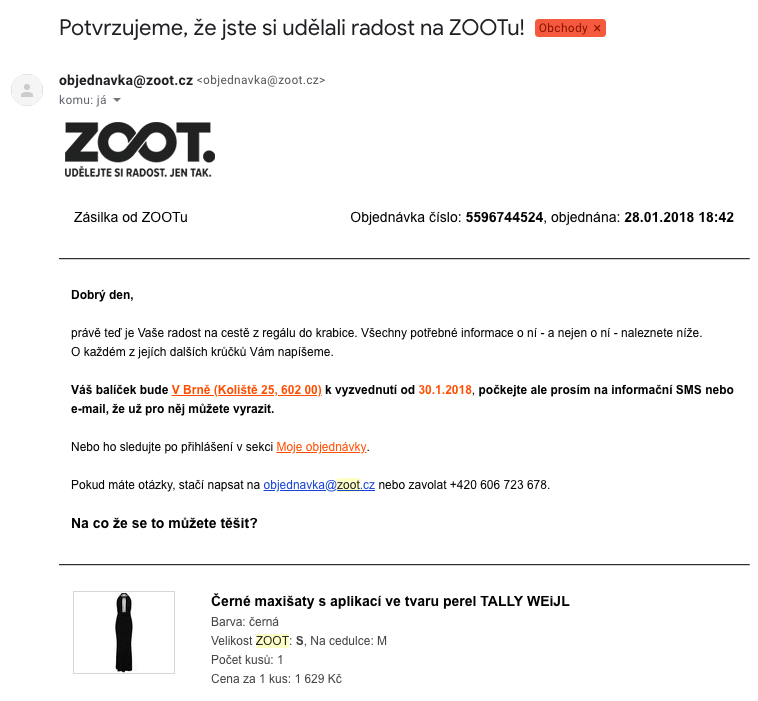 Potvrzujeme, že jste si udělali radost na ZOOTu! Obchody ×
objednavka@zoot.cz <objednavka@zoot.cz>
komu: já
ZOOT.
UDĚLEJTE SI RADOST. JEN TAK.
Zásilka od ZOOTu Objednávka číslo: 5596744524, objednána: 28.01.2018 18:42
Dobrý den,
právě teď je Vaše radost na cestě z regálu do krabice. Všechny potřebné informace o ní - a nejen o ní - naleznete níže.
O každém z jejích dalších krůčků Vám napíšeme.
Váš balíček bude V Brně (Koliště 25, 602 00) k vyzvednutí od 30.1.2018, počkejte ale prosím na informační SMS nebo
e-mail, že už pro něj můžete vyrazit.
Nebo ho sledujte po přihlášení v sekci Moje objednávky.
Pokud máte otázky, stačí napsat na objednavka@zoot.cz nebo zavolat +420 606 723 678.
Na co že se to můžete těšit?
Černé maxišaty s aplikací ve tvaru perel TALLY WEiJL
Barva: černá
Velikost ZOOT: S, Na cedulce: M
Počet kusů: 1
Cena za 1 kus: 1 629 Kč